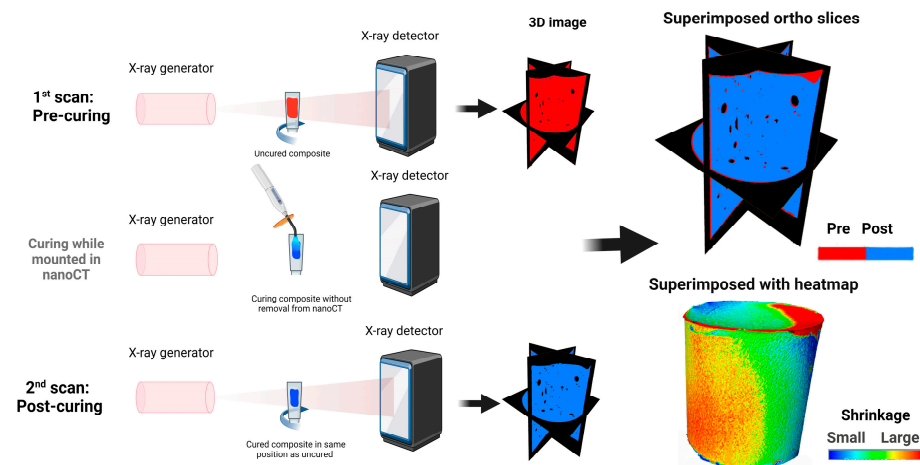 1st scan:
Pre-curing
X-ray generator
Uncured composite
X-ray detector
3D image
Superimposed ortho slices
Pre Post
Curing while
mounted in
nanoCT
X-ray generator
Curing composite without
removal from nanoCT
X-ray detector
2nd scan:
Post-curing
X-ray generator
Cured composite in same
position as uncured
X-ray detector
Superimposed with heatmap
Shrinkage
Small Large